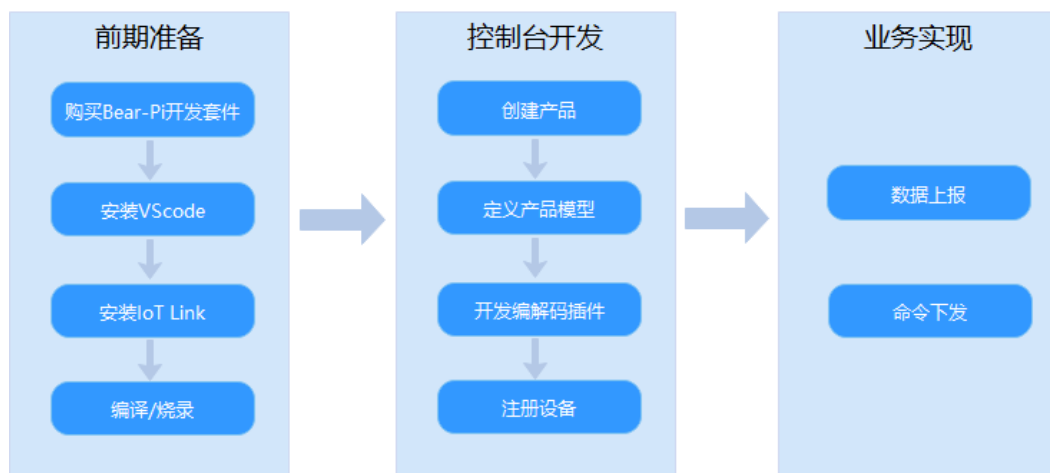 前期准备
购买Bear-Pi开发套件
安装VScode
安装IoT Link
编译/烧录
控制台开发
创建产品
定义产品模型
开发编解码插件
注册设备
业务实现
数据上报
命令下发